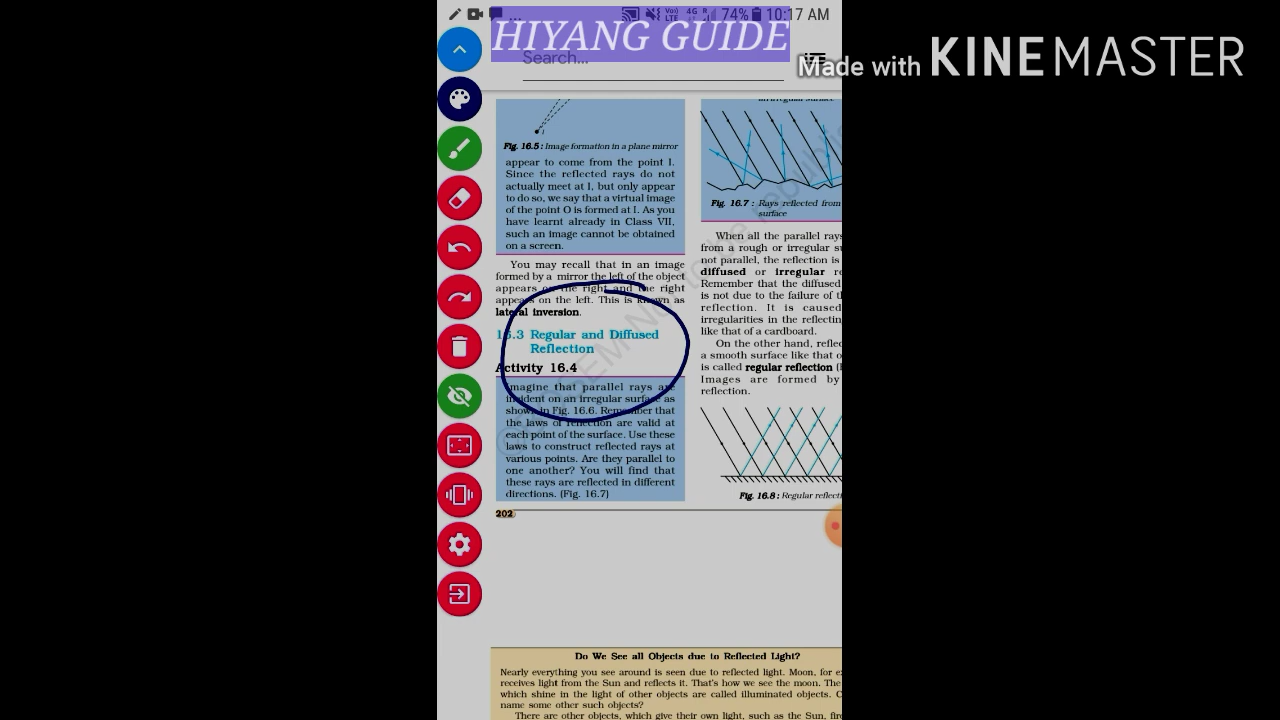 VoLTE 4G R 74% 10:17 AM
HIYANG GUIDE
Made with KINEMASTER
Search...
Fig. 16.5 : Image formation in a plane mirror
appear to come from the point I.
Since the reflected rays do not
actually meet at I, but only appear
to do so, we say that a virtual image
of the point O is formed at I. As you
have learnt already in Class VII,
such an image cannot be obtained
on a screen.
You may recall that in an image
formed by a mirror the left of the object
appears on the right and the right
appears on the left. This is known as
lateral inversion.
16.3 Regular and Diffused
Reflection
Activity 16.4
Imagine that parallel rays are
incident on an irregular surface as
shown in Fig. 16.6. Remember that
the laws of reflection are valid at
each point of the surface. Use these
laws to construct reflected rays at
various points. Are they parallel to
one another? You will find that
these rays are reflected in different
directions. (Fig. 16.7)
202
an irregular surface
Fig. 16.7 : Rays reflected from
surface
When all the parallel rays
from a rough or irregular su
not parallel, the reflection is
diffused or irregular re
Remember that the diffused
is not due to the failure of th
reflection. It is caused
irregularities in the reflecting
like that of a cardboard.
On the other hand, reflec
a smooth surface like that o
is called regular reflection (
Images are formed by
reflection.
Fig. 16.8 : Regular reflecti
Do We See all Objects due to Reflected Light?
Nearly everything you see around is seen due to reflected light. Moon, for ex
receives light from the Sun and reflects it. That's how we see the moon. The
which shine in the light of other objects are called illuminated objects. C
name some other such objects?
There are other objects, which give their own light, such as the Sun, fire